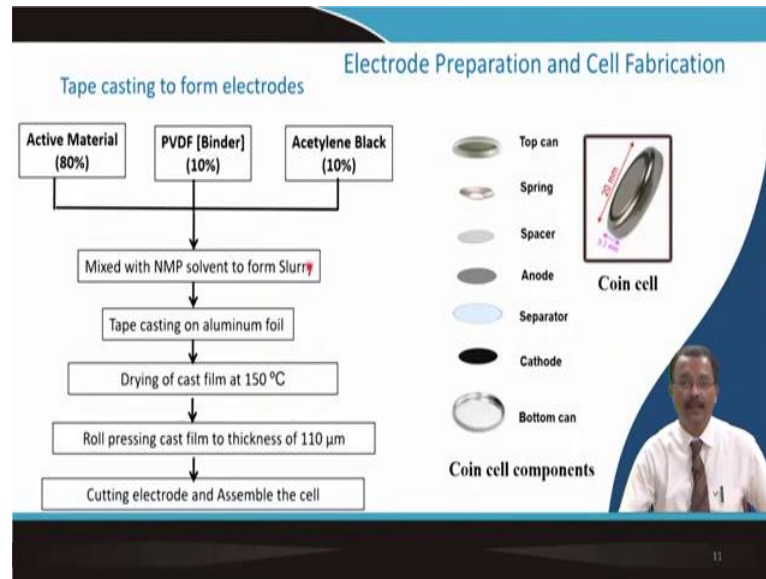 Electrode Preparation and Cell Fabrication
Tape casting to form electrodes
Active Material
(80%)
PVDF [Binder]
(10%)
Acetylene Black
(10%)
Mixed with NMP solvent to form Slurry
Tape casting on aluminum foil
Drying of cast film at 150 ⁰C
Roll pressing cast film to thickness of 110 µm
Cutting electrode and Assemble the cell
Top can
Spring
Spacer
Anode
Separator
Cathode
Bottom can
Coin cell components
20 mm
Coin cell
11